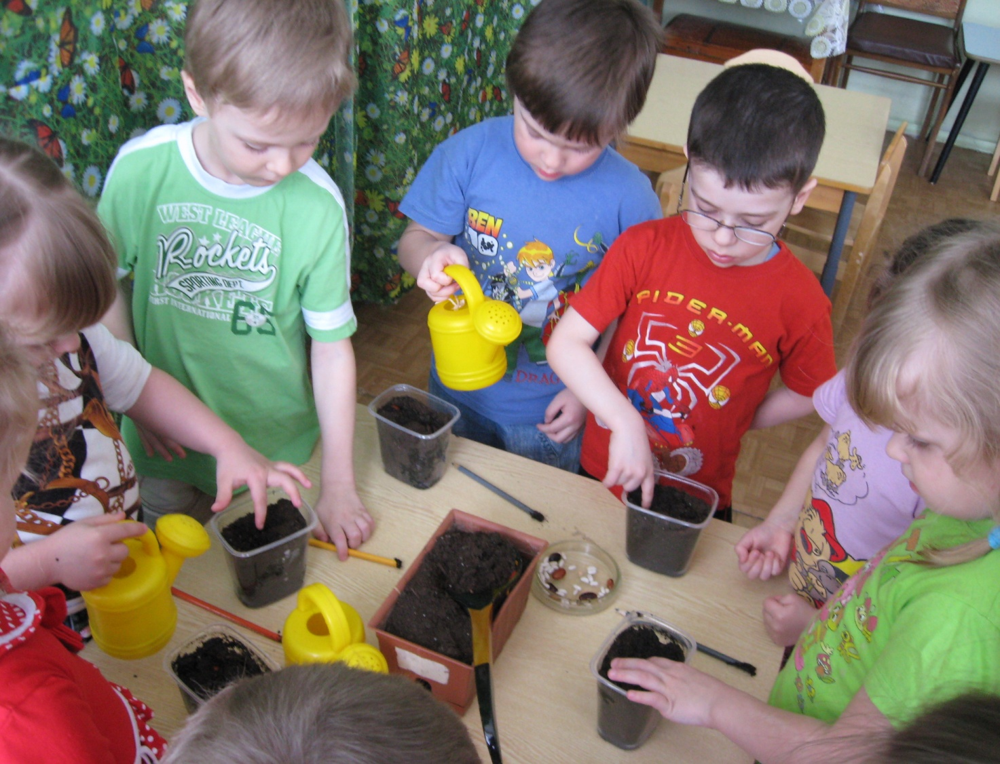 WEST LEAGUE
Rockets
SPORTING DEPT.
65
BEN
10
PIDER-MAN
3